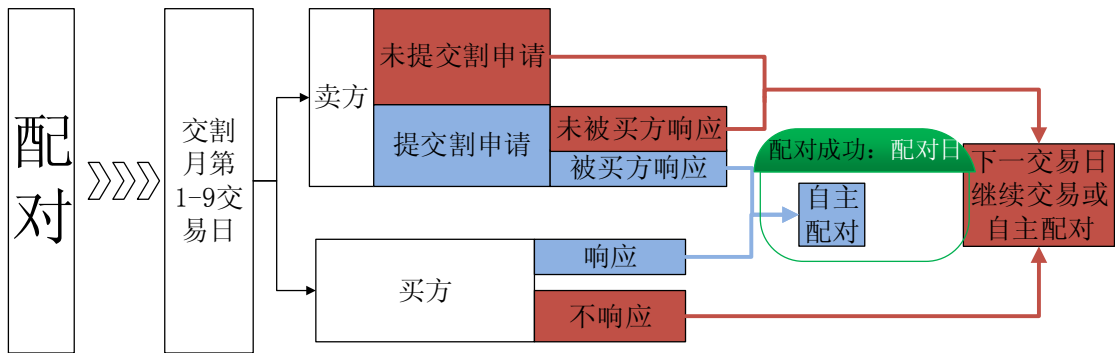 配
对
交割
月第
1-9交
易日
卖方
未提交割申请
提交割申请
未被买方响应
被买方响应
买方
响应
不响应
配对成功：配对日
自主
配对
下一交易日
继续交易或
自主配对